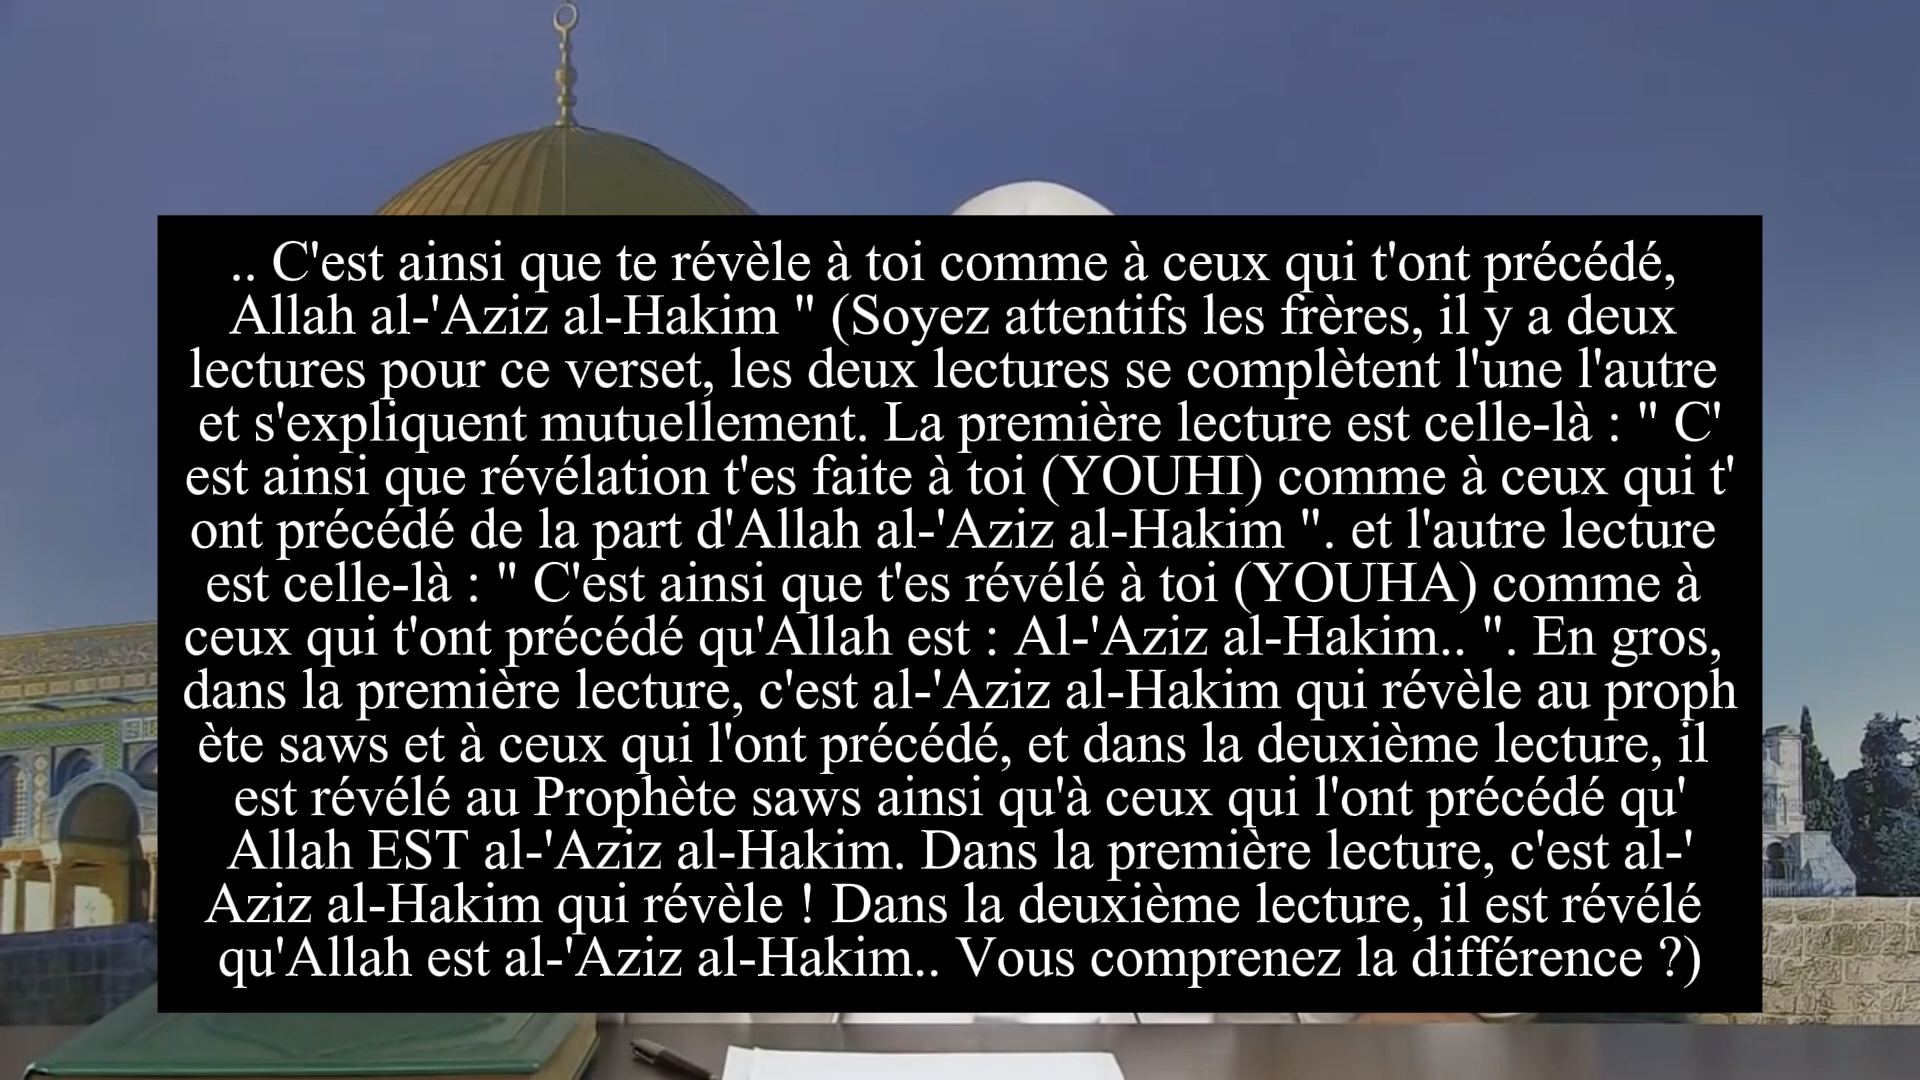 .. C'est ainsi que te révèle à toi comme à ceux qui t'ont précédé,
Allah al-'Aziz al-Hakim " (Soyez attentifs les frères, il y a deux
lectures pour ce verset, les deux lectures se complètent l'une l'autre
et s'expliquent mutuellement. La première lecture est celle-là : " C'
est ainsi que révélation t'es faite à toi (YOUHI) comme à ceux qui t'
ont précédé de la part d'Allah al-'Aziz al-Hakim ". et l'autre lecture
est celle-là : " C'est ainsi que t'es révélé à toi (YOUHA) comme à
ceux qui t'ont précédé qu'Allah est : Al-'Aziz al-Hakim.. ". En gros,
dans la première lecture, c'est al-'Aziz al-Hakim qui révèle au proph
ète saws et à ceux qui l'ont précédé, et dans la deuxième lecture, il
est révélé au Prophète saws ainsi qu'à ceux qui l'ont précédé qu'
Allah EST al-'Aziz al-Hakim. Dans la première lecture, c'est al-'
Aziz al-Hakim qui révèle ! Dans la deuxième lecture, il est révélé
qu'Allah est al-'Aziz al-Hakim.. Vous comprenez la différence ?)